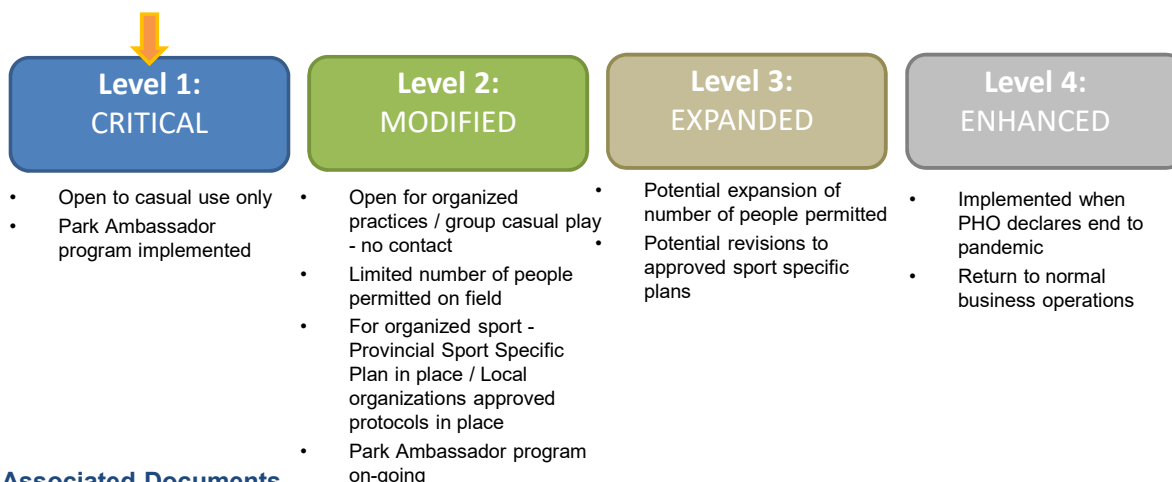 Level 1:
CRITICAL
• Open to casual use only
• Park Ambassador
program implemented
Level 2:
MODIFIED
• Open for organized
practices / group casual play
- no contact
• Limited number of people
permitted on field
• For organized sport -
Provincial Sport Specific
Plan in place / Local
organizations approved
protocols in place
• Park Ambassador program
on-going
Level 3:
EXPANDED
• Potential expansion of
number of people permitted
• Potential revisions to
approved sport specific
plans
Level 4:
ENHANCED
• Implemented when
PHO declares end to
pandemic
• Return to normal
business operations
Associated Documents